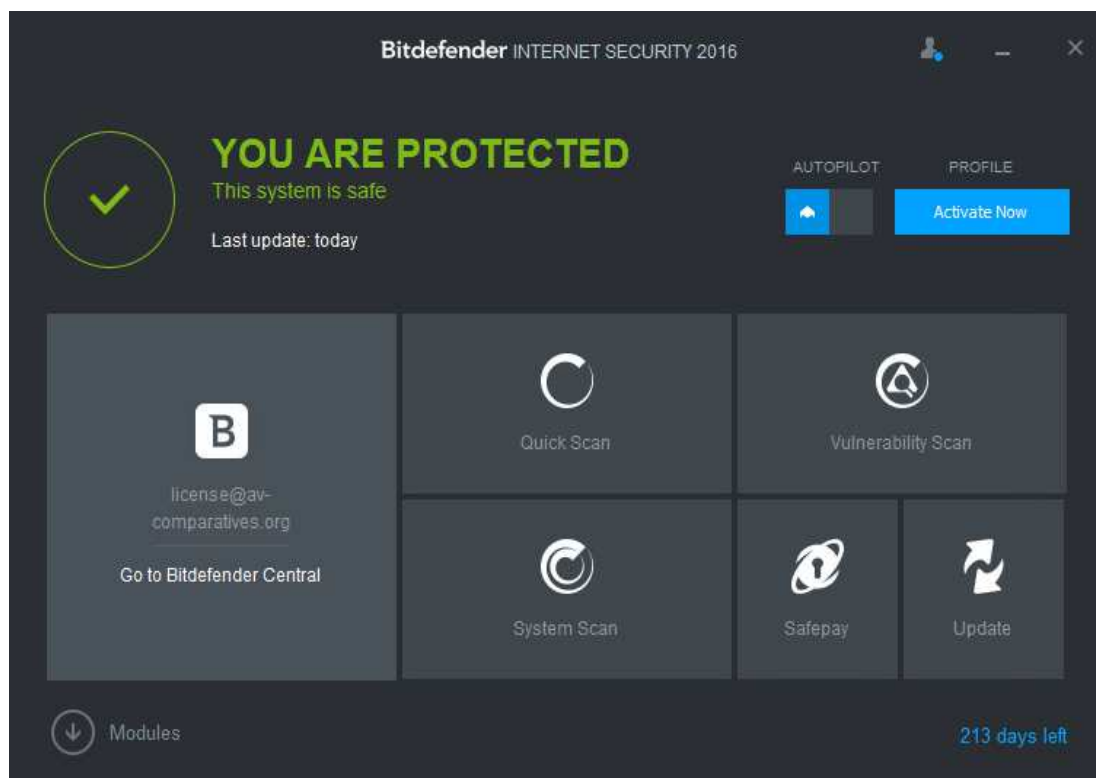 Bitdefender INTERNET SECURITY 2016
YOU ARE PROTECTED
This system is safe
Last update: today
AUTOPILOT
PROFILE
Activate Now
B
license@av-
comparatives.org
Go to Bitdefender Central
Quick Scan
Vulnerability Scan
System Scan
Safepay
Update
Modules
213 days left